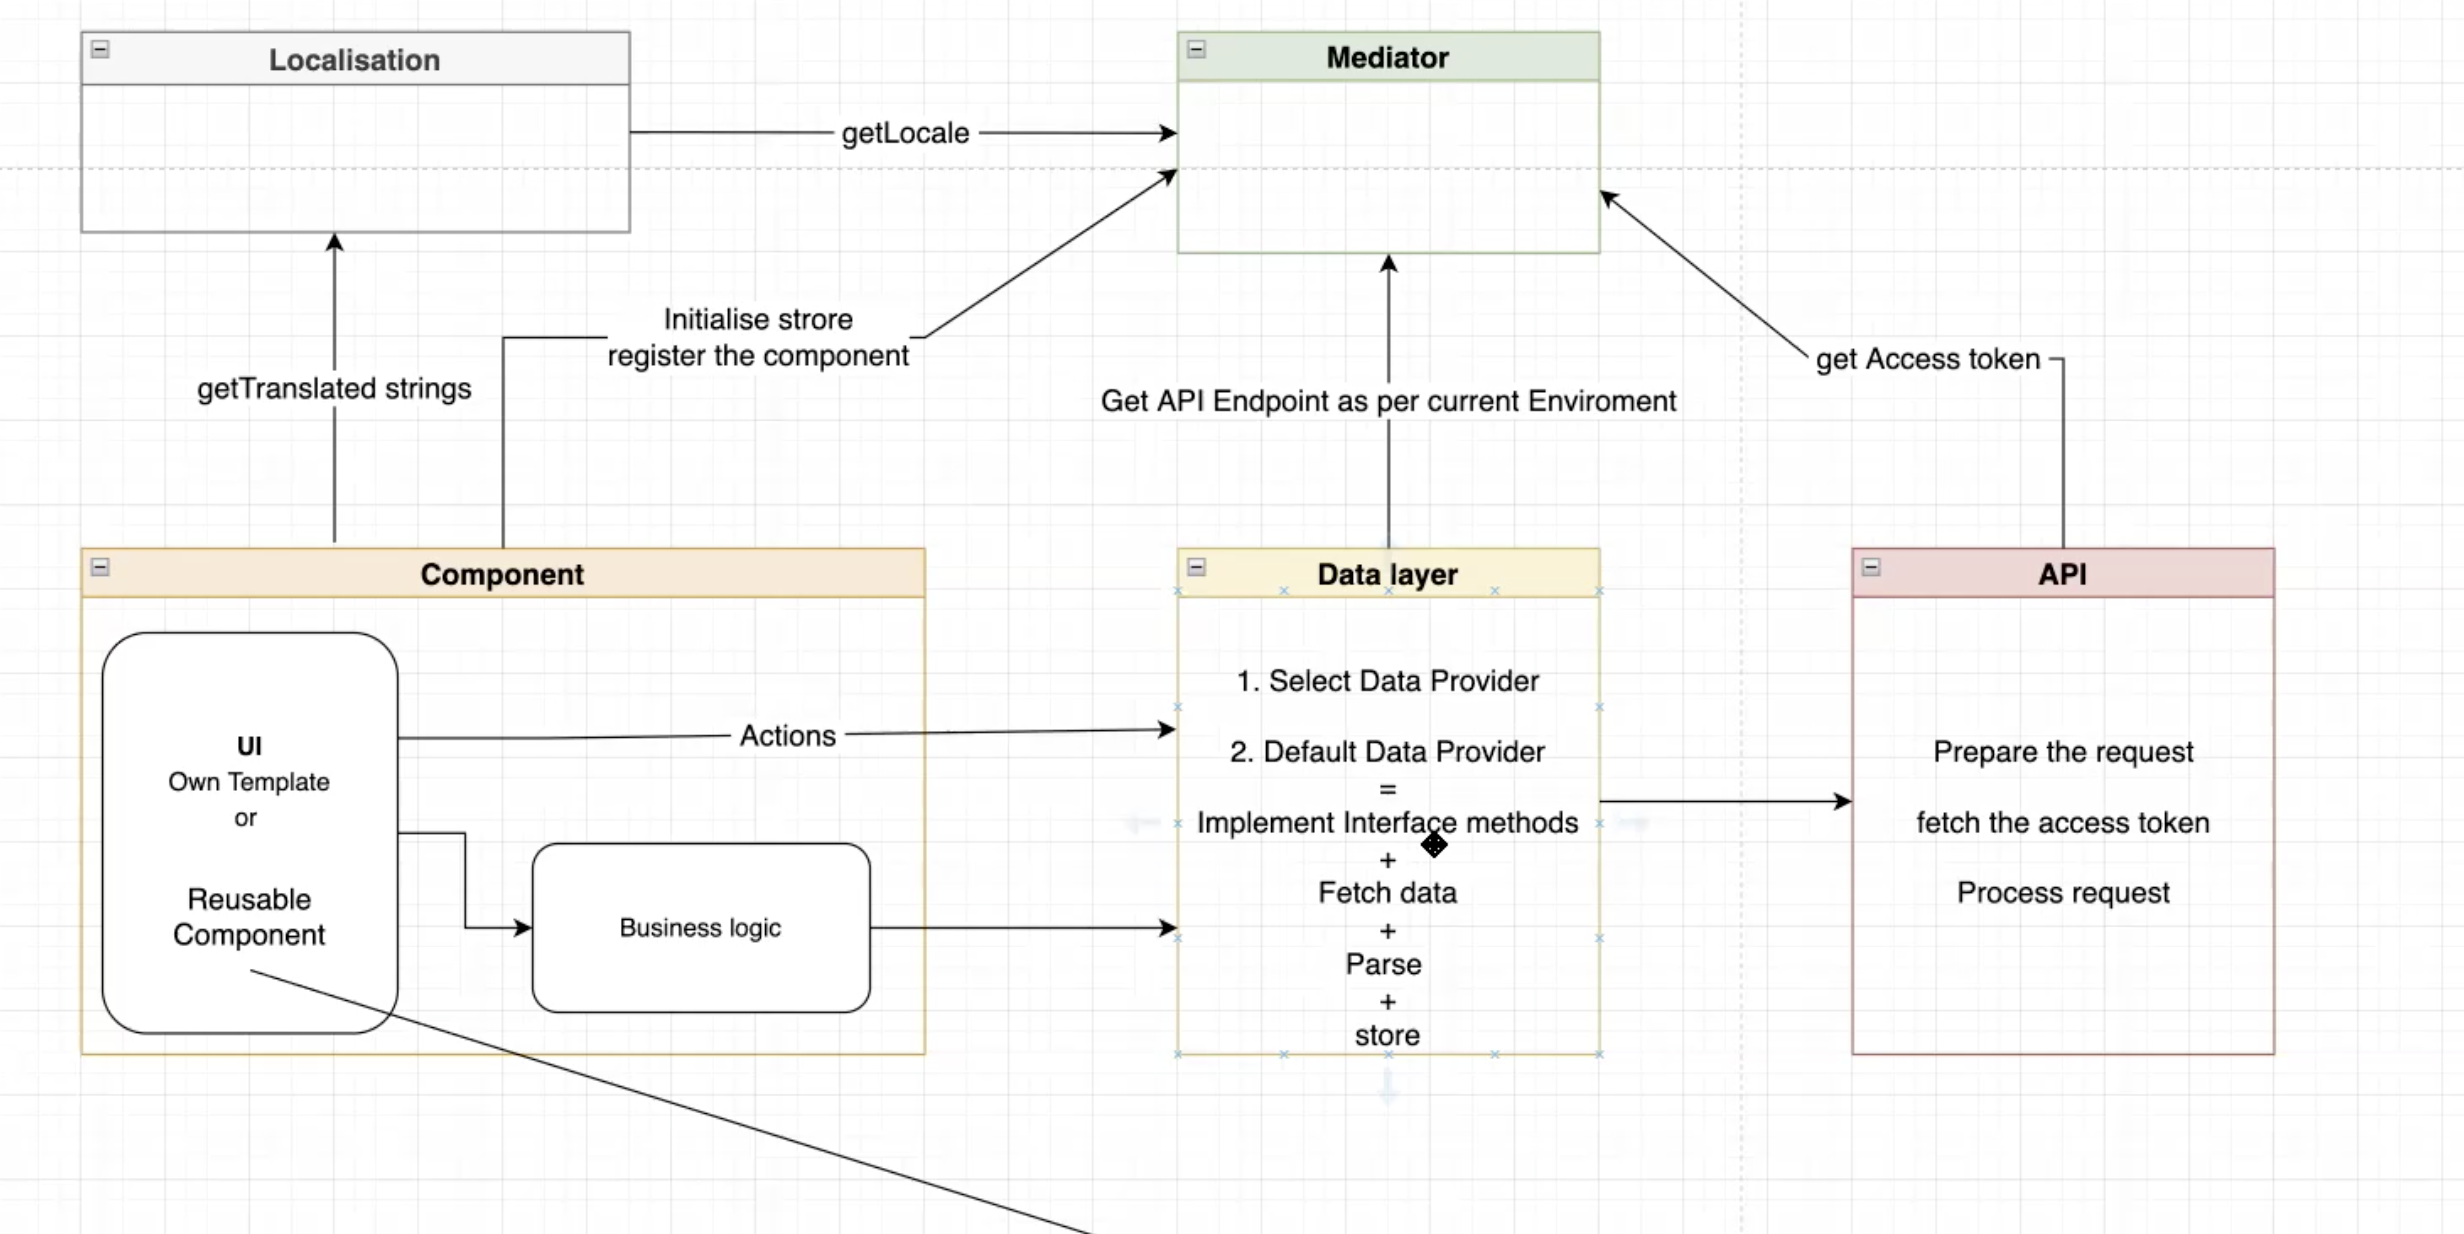 Localisation
Mediator
getLocale
Initialise strore
register the component
getTranslated strings
Get API Endpoint as per current Enviroment
get Access token
Component
Data layer
API
UI
Own Template
or
Reusable
Component
Actions
Business logic
1. Select Data Provider
2. Default Data Provider
=
Implement Interface methods
+
Fetch data
+
Parse
+
store
Prepare the request
fetch the access token
Process request